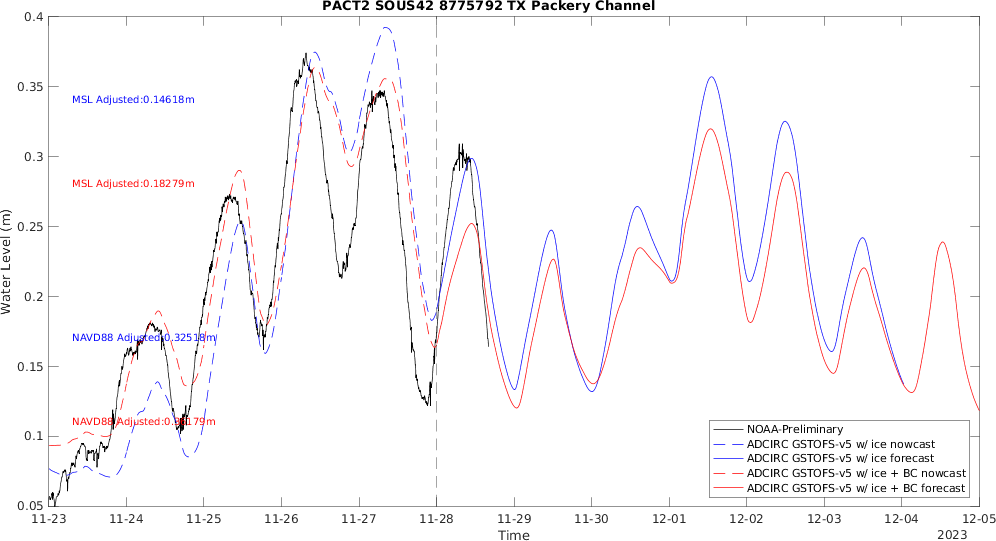 PACT2 SOUS42 8775792 TX Packery Channel
0.4
0.35
0.3
0.25
0.2
0.15
0.1
0.05
Water Level (m)
MSL Adjusted:0.14618m
MSL Adjusted:0.18279m
NAVD88 Adjusted:0.32518m
NAVD88 Adjusted:
NOAA-Preliminary
ADCIRC GSTOFS-v5 w/ ice nowcast
ADCIRC GSTOFS-v5 w/ ice forecast
ADCIRC GSTOFS-v5 w/ ice + BC nowcast
ADCIRC GSTOFS-v5 w/ ice + BC forecast
11-23 11-24 11-25 11-26 11-27 11-28 11-29 11-30 12-01 12-02 12-03 12-04 12-05
Time
2023